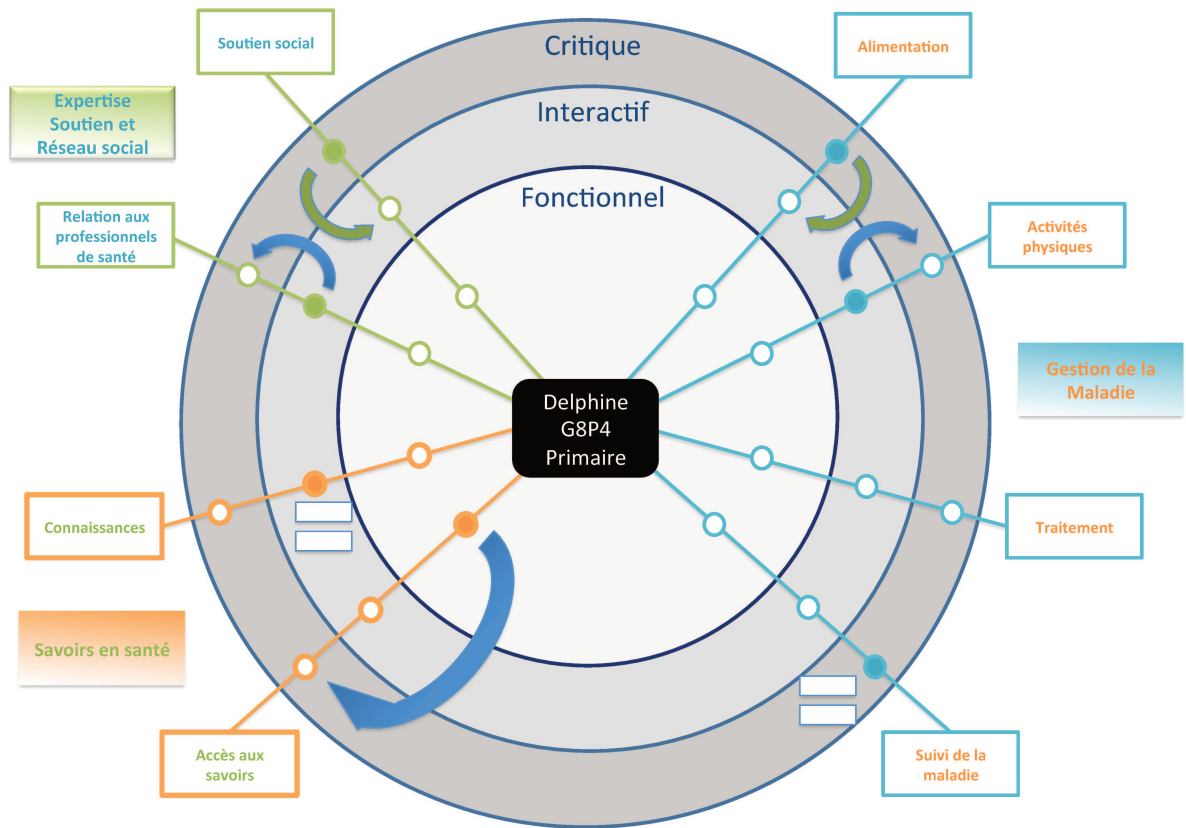 Critique
Interactif
Fonctionnel
Soutien social
Expertise
Soutien et
Réseau social
Relation aux
professionnels
de santé
Alimentation
Activités
physiques
Gestion de la
Maladie
Delphine
G8P4
Primaire
Connaissances
Traitement
Savoirs en santé
Accès aux
savoirs
Suivi de la
maladie